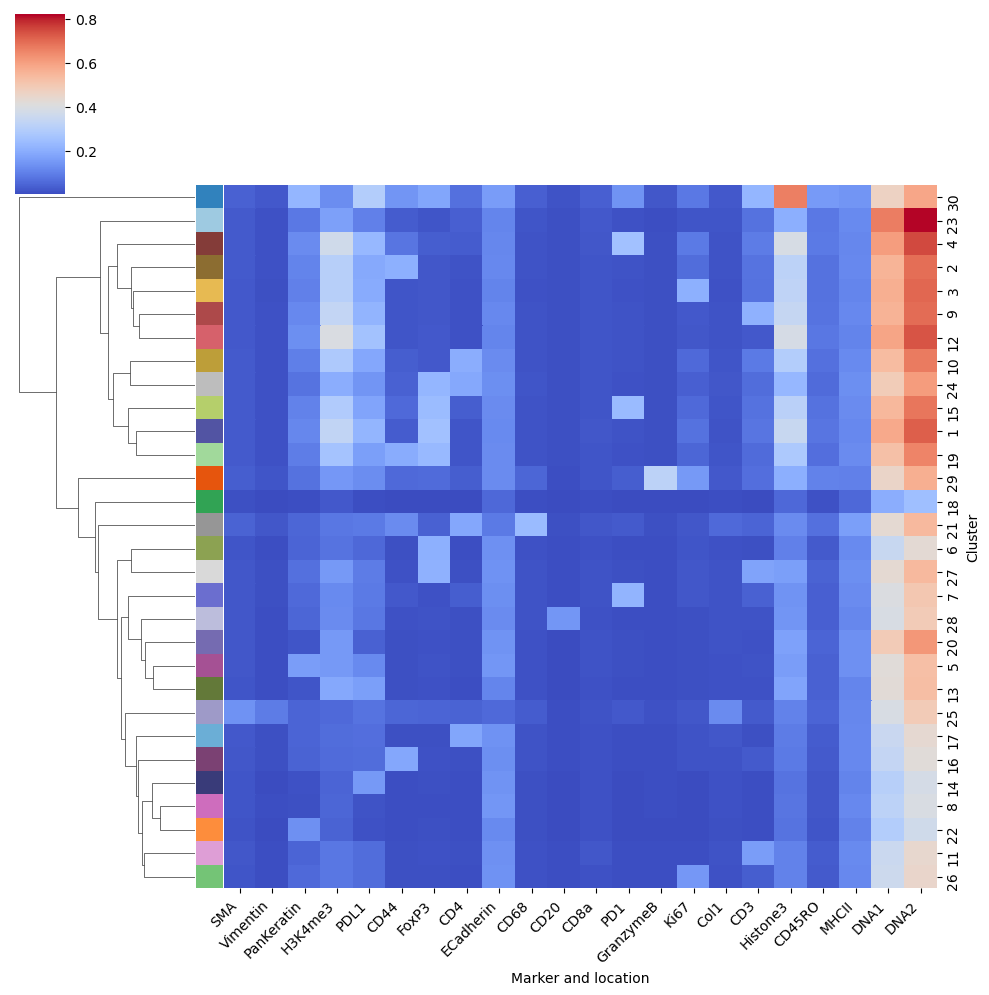 0.8
0.6
0.4
0.2
30
23
4
2
3
9
12
10
24
15
1
19
29
18
21
6
27
7
28
20
5
13
25
17
16
14
8
22
11
26
Cluster
SMA
Vimentin
PanKeratin
H3K4me3
PDL1
CD44
FoxP3
CD4
ECadherin
CD68
CD20
CD8a
PD1
GranzymeB
Ki67
Col1
CD3
Histone3
CD45RO
MHCII
DNA1
DNA2
Marker and location